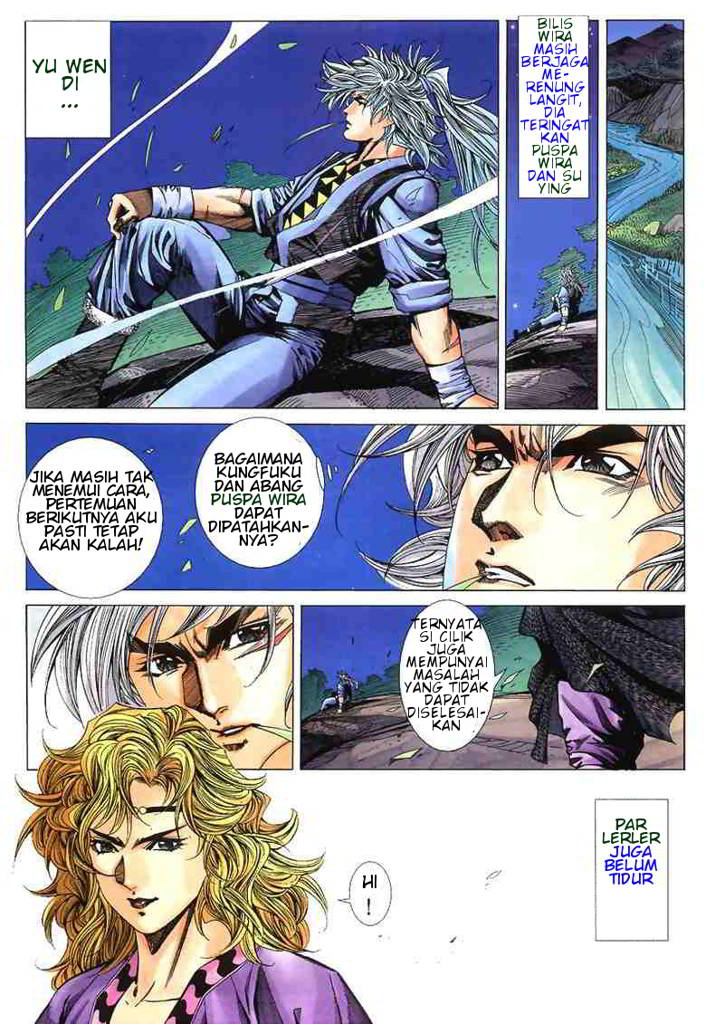 YU WEN
DI
...
BILIS
WIRA
MASIH
BERJAGA
ME-
RENUNG
LANGIT,
DIA
TERINGAT
KAN
PUSPA
WIRA
DAN SU
YING
JIKA MASIH TAK
MENEMUI CARA,
PERTEMUAN
BERIKUTNYA AKU
PASTI TETAP
AKAN KALAH!
BAGAIMANA
KUNGFUKU
DAN ABANG
PUSPA WIRA
DAPAT
DIPATAHKAN-
NYA?
TERNYATA
SI CILIK
JUGA
MEMPUNYAI
MASALAH
YANG TIDAK
DAPAT
DISELESAI-
KAN
HI
!
PAR
LERLER
JUGA
BELUM
TIDUR